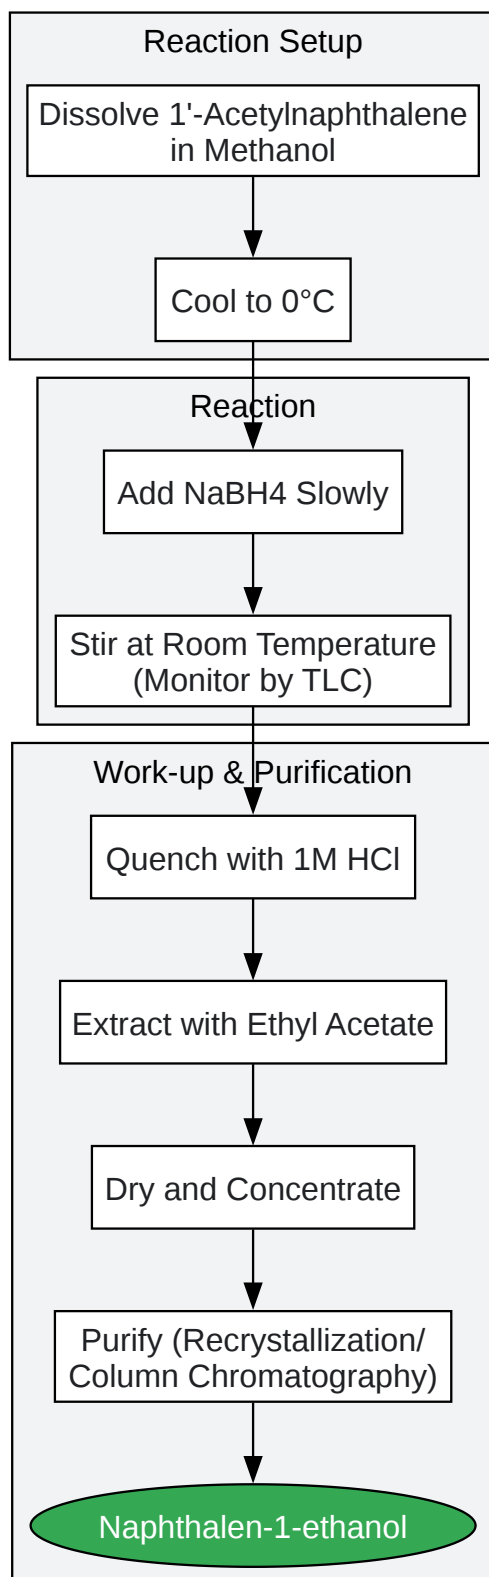 Reaction Setup
Dissolve 1'-Acetylnaphthalene
in Methanol
Cool to 0°C
Reaction
Add NaBH4 Slowly
Stir at Room Temperature
(Monitor by TLC)
Work-up & Purification
Quench with 1M HCl
Extract with Ethyl Acetate
Dry and Concentrate
Purify (Recrystallization/
Column Chromatography)
Naphthalen-1-ethanol